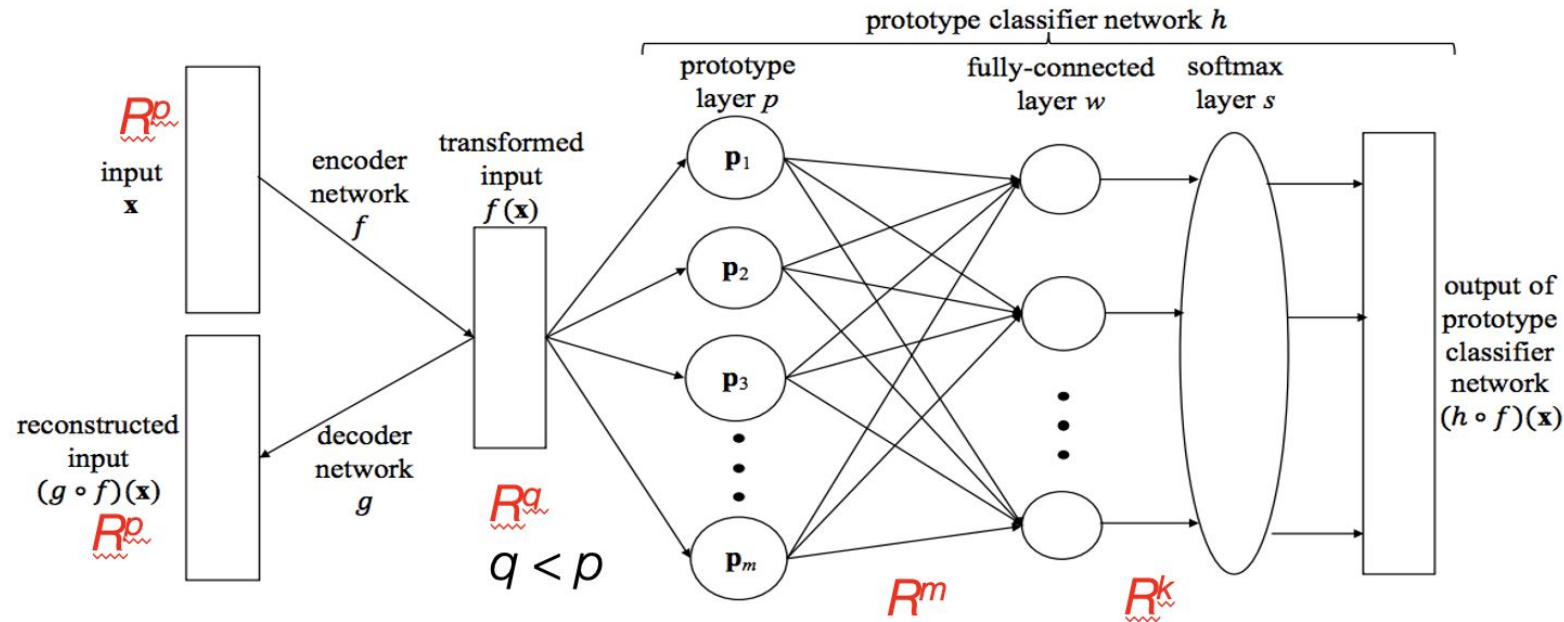 prototype classifier network h
prototype
layer p
fully-connected
layer w
softmax
layer s
R^p
input
x
encoder
network
f
transformed
input
f (x)
p1
p2
p3
pm
reconstructed
input
(g ∘ f)(x)
R^p
decoder
network
g
R^q
q < p
R^m
R^k
output of
prototype
classifier
network
(h ∘ f)(x)